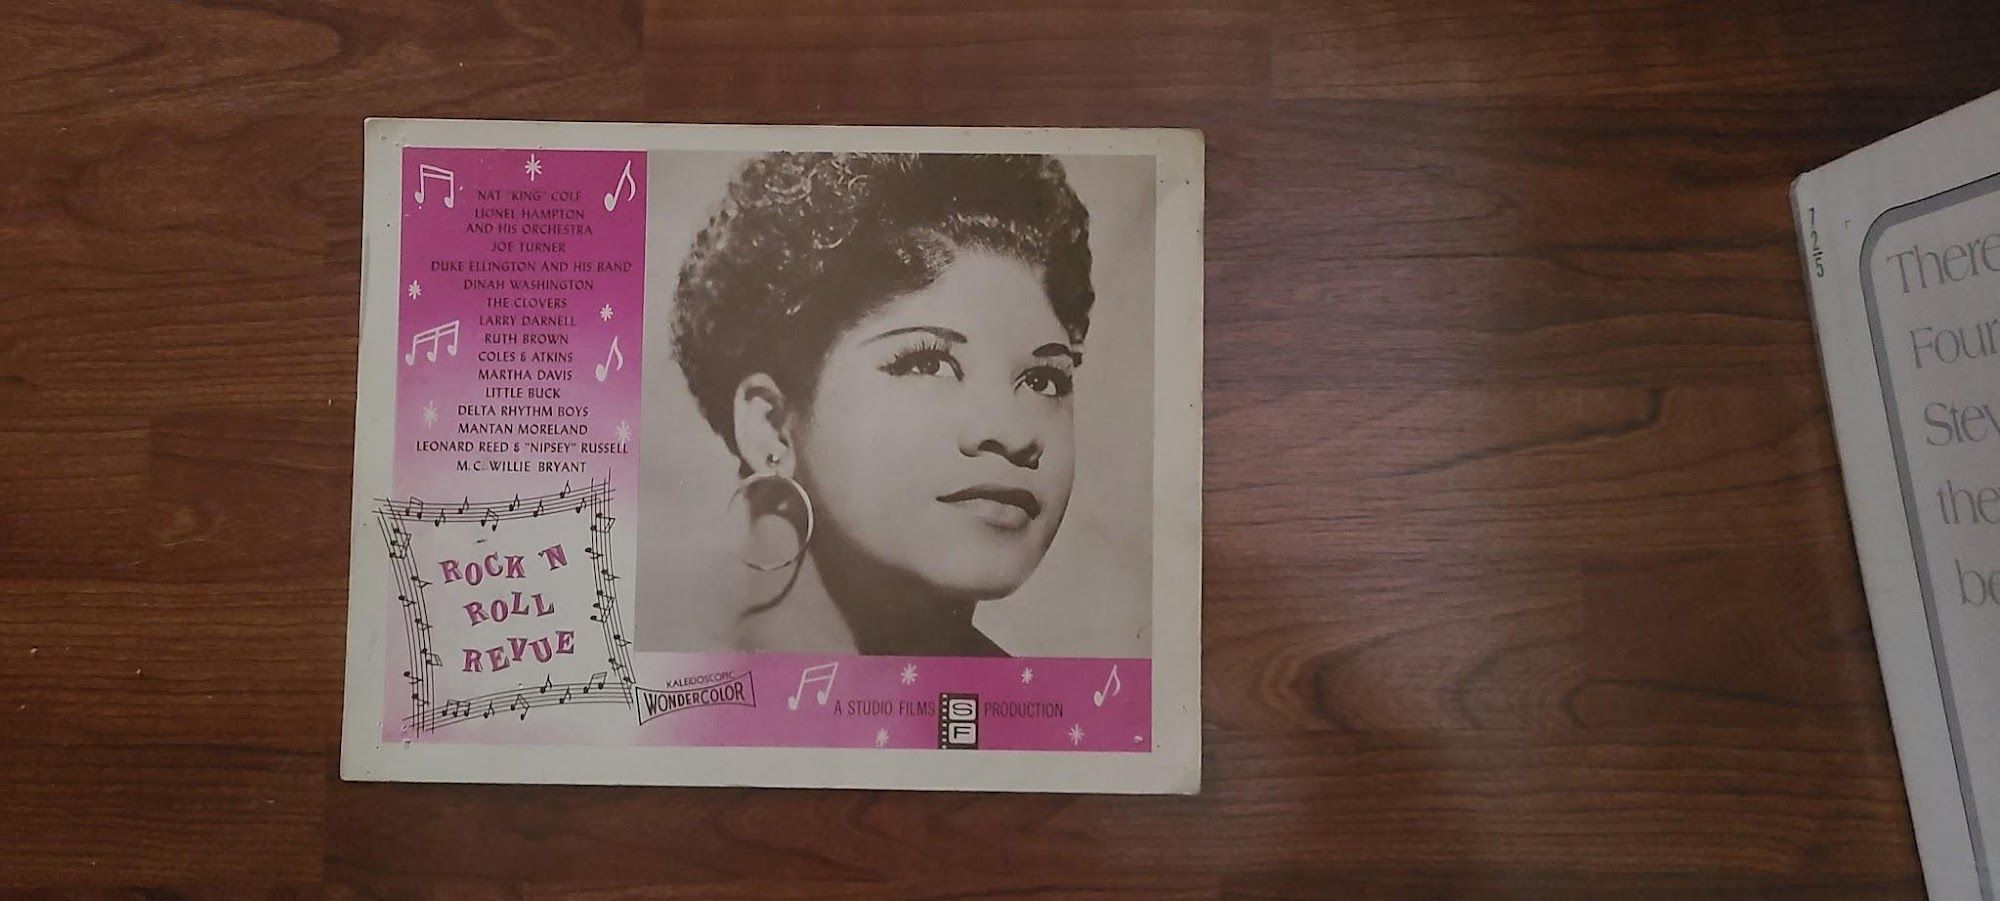 NAT "KING" COLE
LIONEL HAMPTON
AND HIS ORCHESTRA
JOE TURNER
DUKE ELLINGTON AND HIS BAND
DINAH WASHINGTON
THE CLOVERS
LARRY DARNELL
RUTH BROWN
COLES & ATKINS
MARTHA DAVIS
LITTLE BUCK
DELTA RHYTHM BOYS
MANTAN MORELAND
LEONARD REED & "NIPSEY" RUSSELL
M.C. WILLIE BRYANT
ROCK 'N
ROLL
REVUE
KALEIDOSCOPIC
WONDERCOLOR
A STUDIO FILMS SF PRODUCTION
There
Four
Stev
the
be